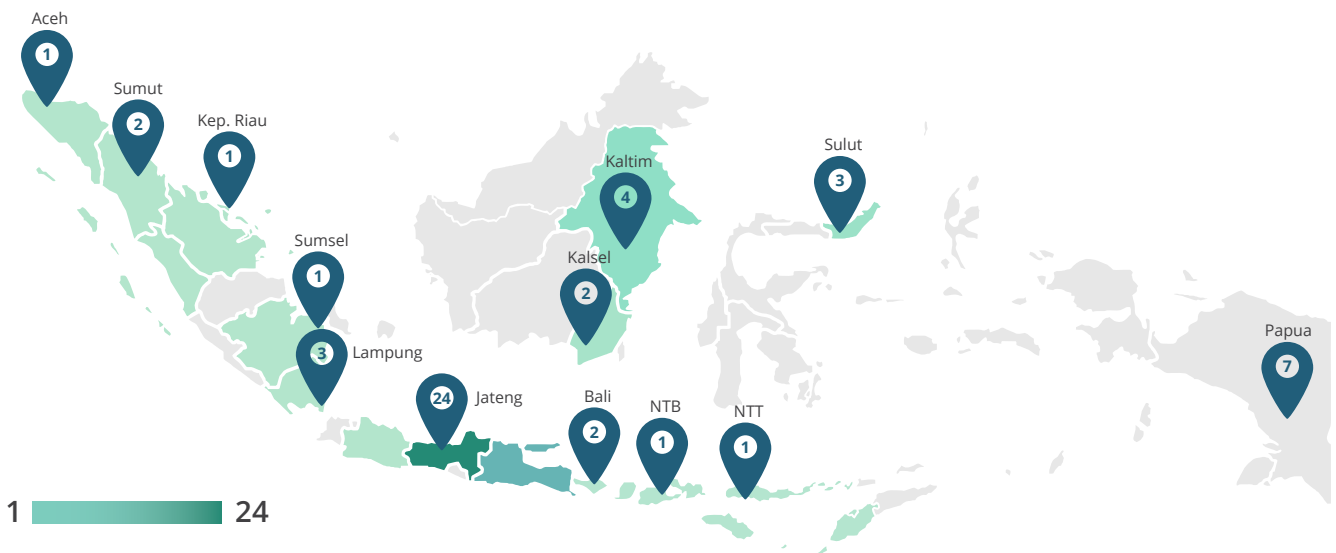 Aceh
1
Sumut
2
Kep. Riau
1
Sumsel
1
3
Lampung
24
Jateng
Kaltim
4
Kalsel
2
Sulut
3
Bali
2
NTB
1
NTT
1
Papua
7
1
24